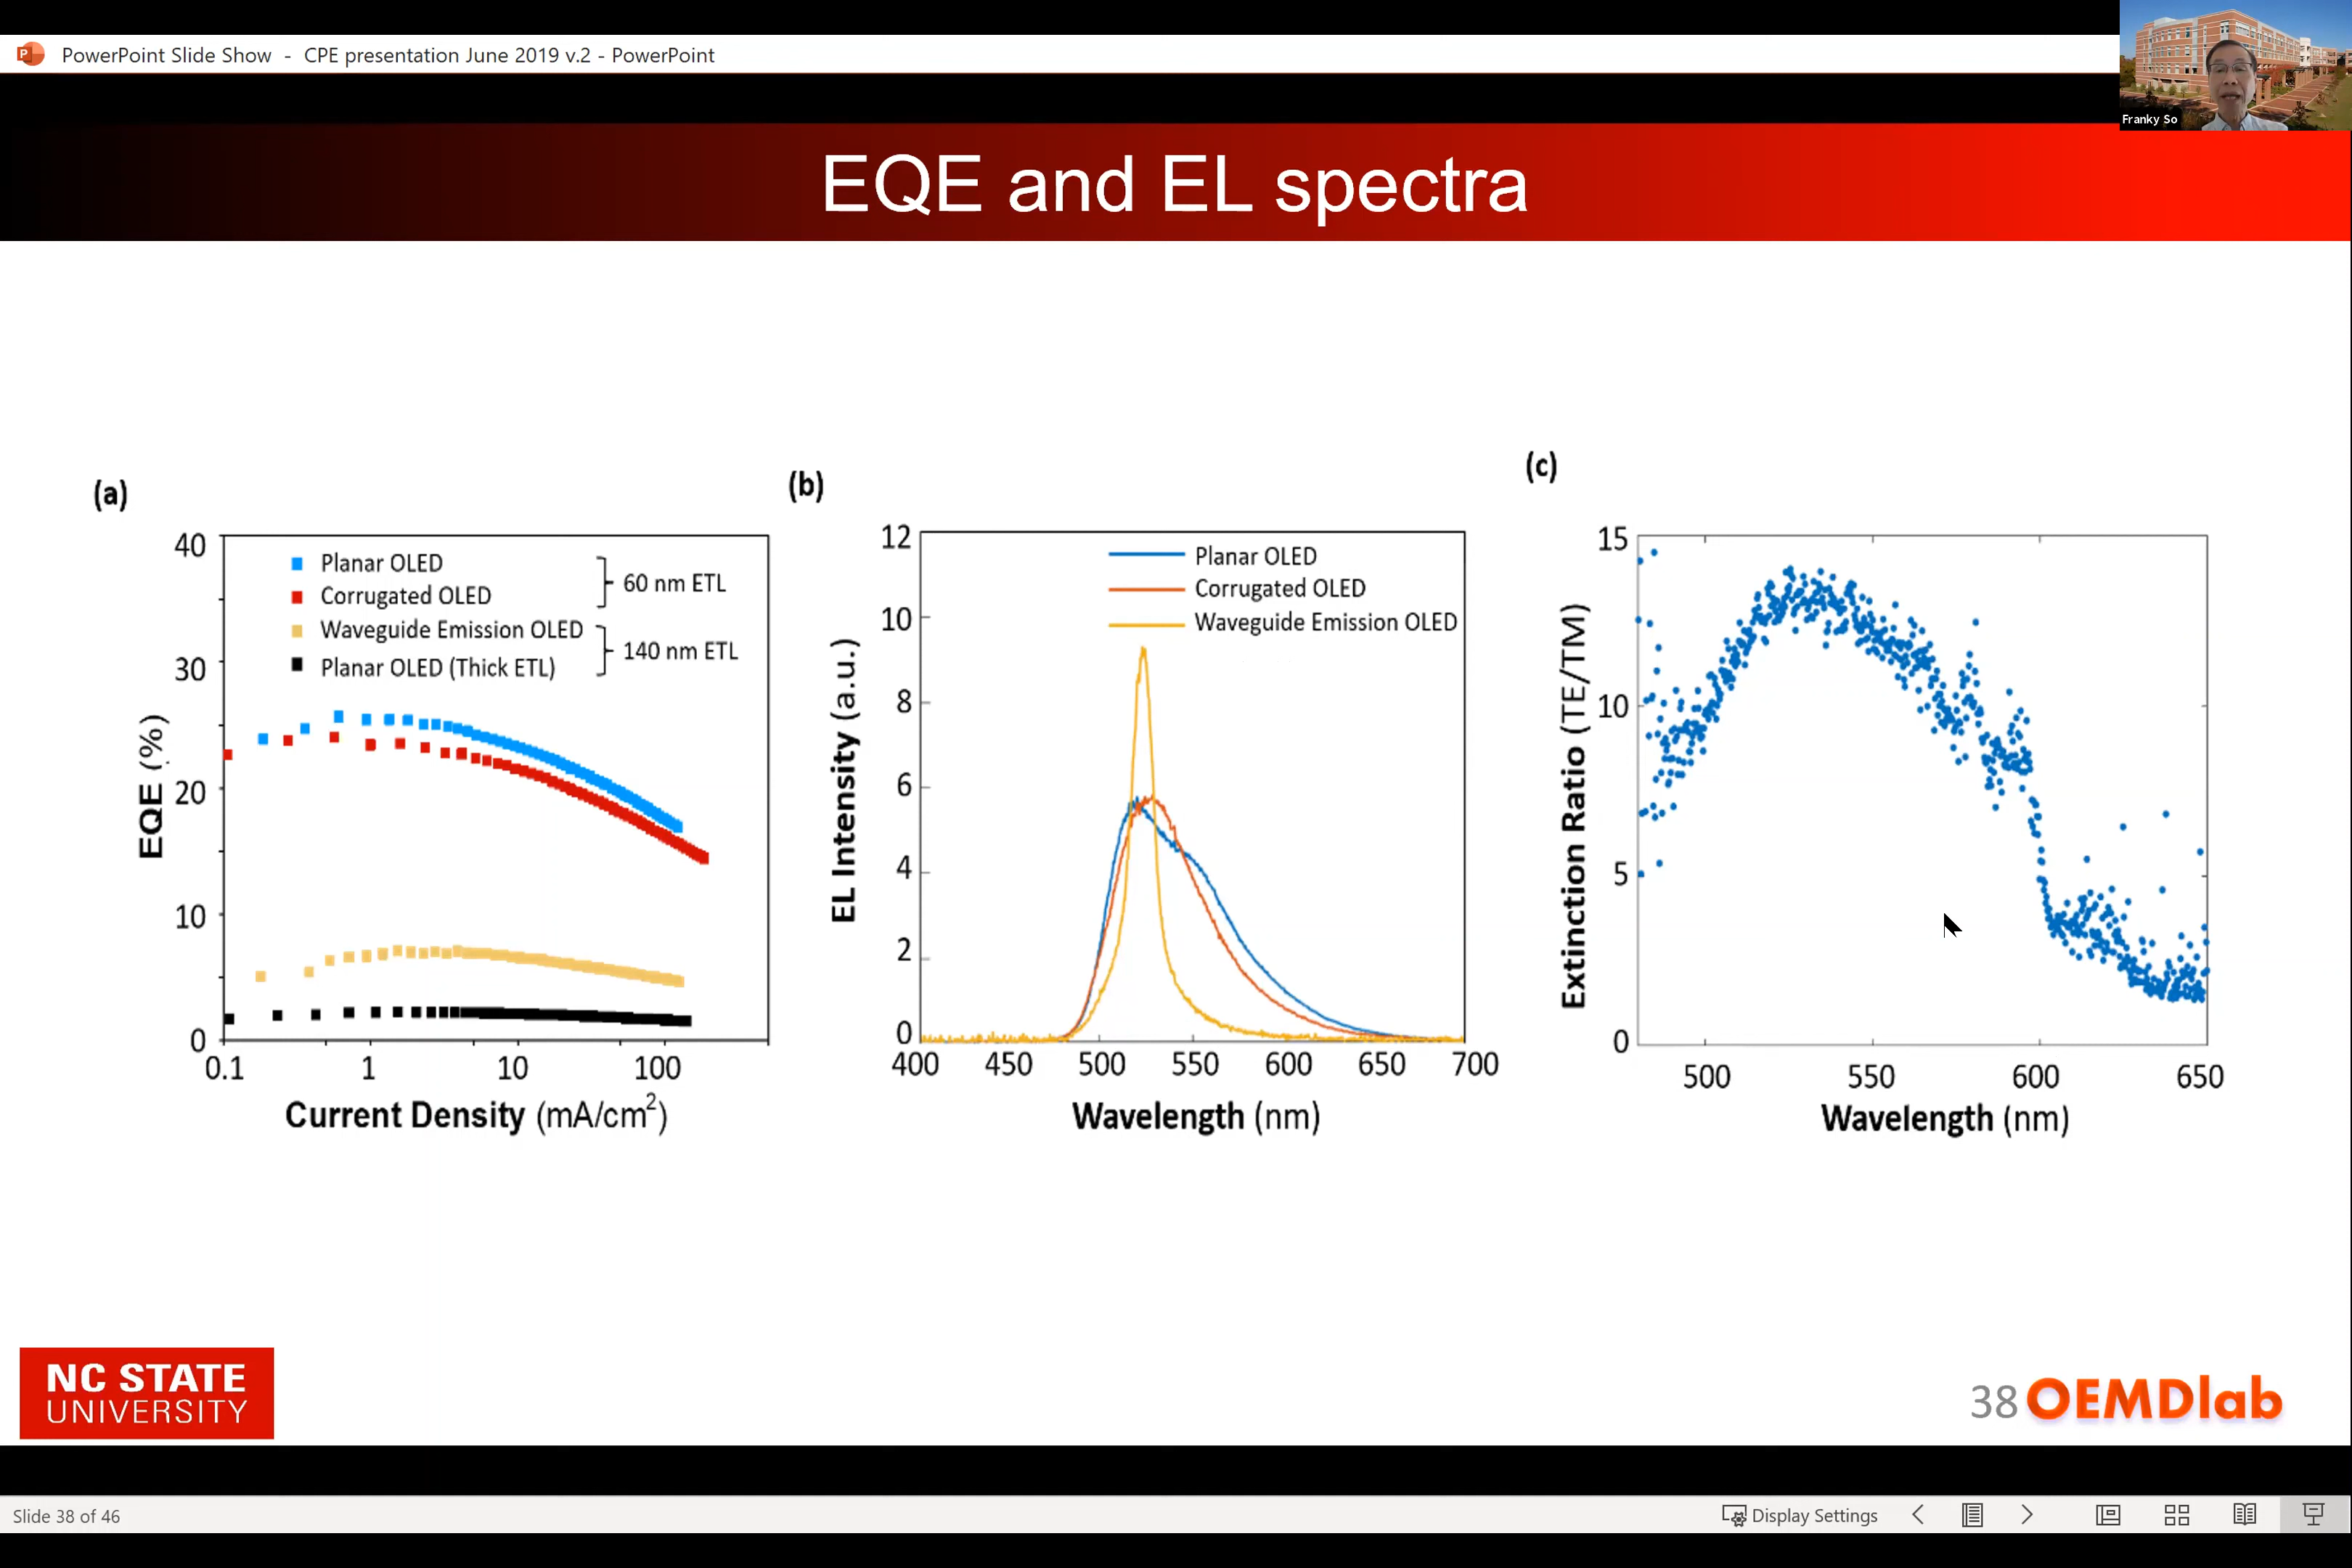 PowerPoint Slide Show - CPE presentation June 2019 v.2 - PowerPoint
Franky So
EQE and EL spectra
(a)
40
30
20
10
0
EQE (%)
Planar OLED
Corrugated OLED
60 nm ETL
Waveguide Emission OLED
Planar OLED (Thick ETL)
140 nm ETL
0.1
1
10
100
Current Density (mA/cm²)
(b)
12
10
8
6
4
2
0
EL Intensity (a.u.)
Planar OLED
Corrugated OLED
Waveguide Emission OLED
400
450
500
550
600
650
700
Wavelength (nm)
(c)
15
10
5
0
Extinction Ratio (TE/TM)
500
550
600
650
Wavelength (nm)
NC STATE
UNIVERSITY
38 OEMDlab
Slide 38 of 46
Display Settings